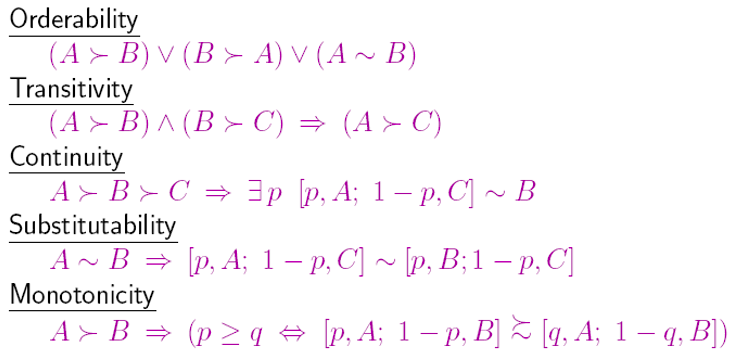 Orderability
(A ≻ B) ∨ (B ≻ A) ∨ (A ∼ B)
Transitivity
(A ≻ B) ∧ (B ≻ C) ⇒ (A ≻ C)
Continuity
A ≻ B ≻ C ⇒ ∃ p [p, A; 1 − p, C] ∼ B
Substitutability
A ∼ B ⇒ [p, A; 1 − p, C] ∼ [p, B; 1 − p, C]
Monotonicity
A ≻ B ⇒ (p ≥ q ⇔ [p, A; 1 − p, B] ≿ [q, A; 1 − q, B])